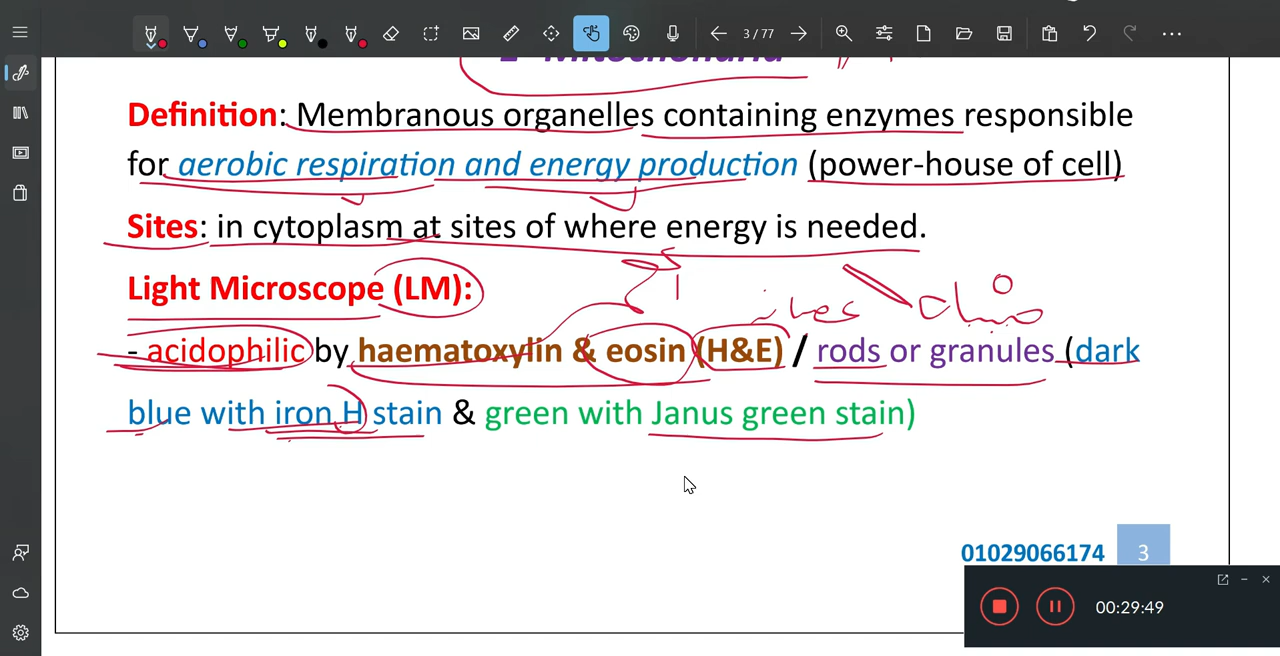 3 / 77
Mitochondria
Definition: Membranous organelles containing enzymes responsible
for aerobic respiration and energy production (power-house of cell)
Sites: in cytoplasm at sites of where energy is needed.
Light Microscope (LM):
- acidophilic by haematoxylin & eosin (H&E) / rods or granules (dark
blue with iron H stain & green with Janus green stain)
01029066174 3
00:29:49